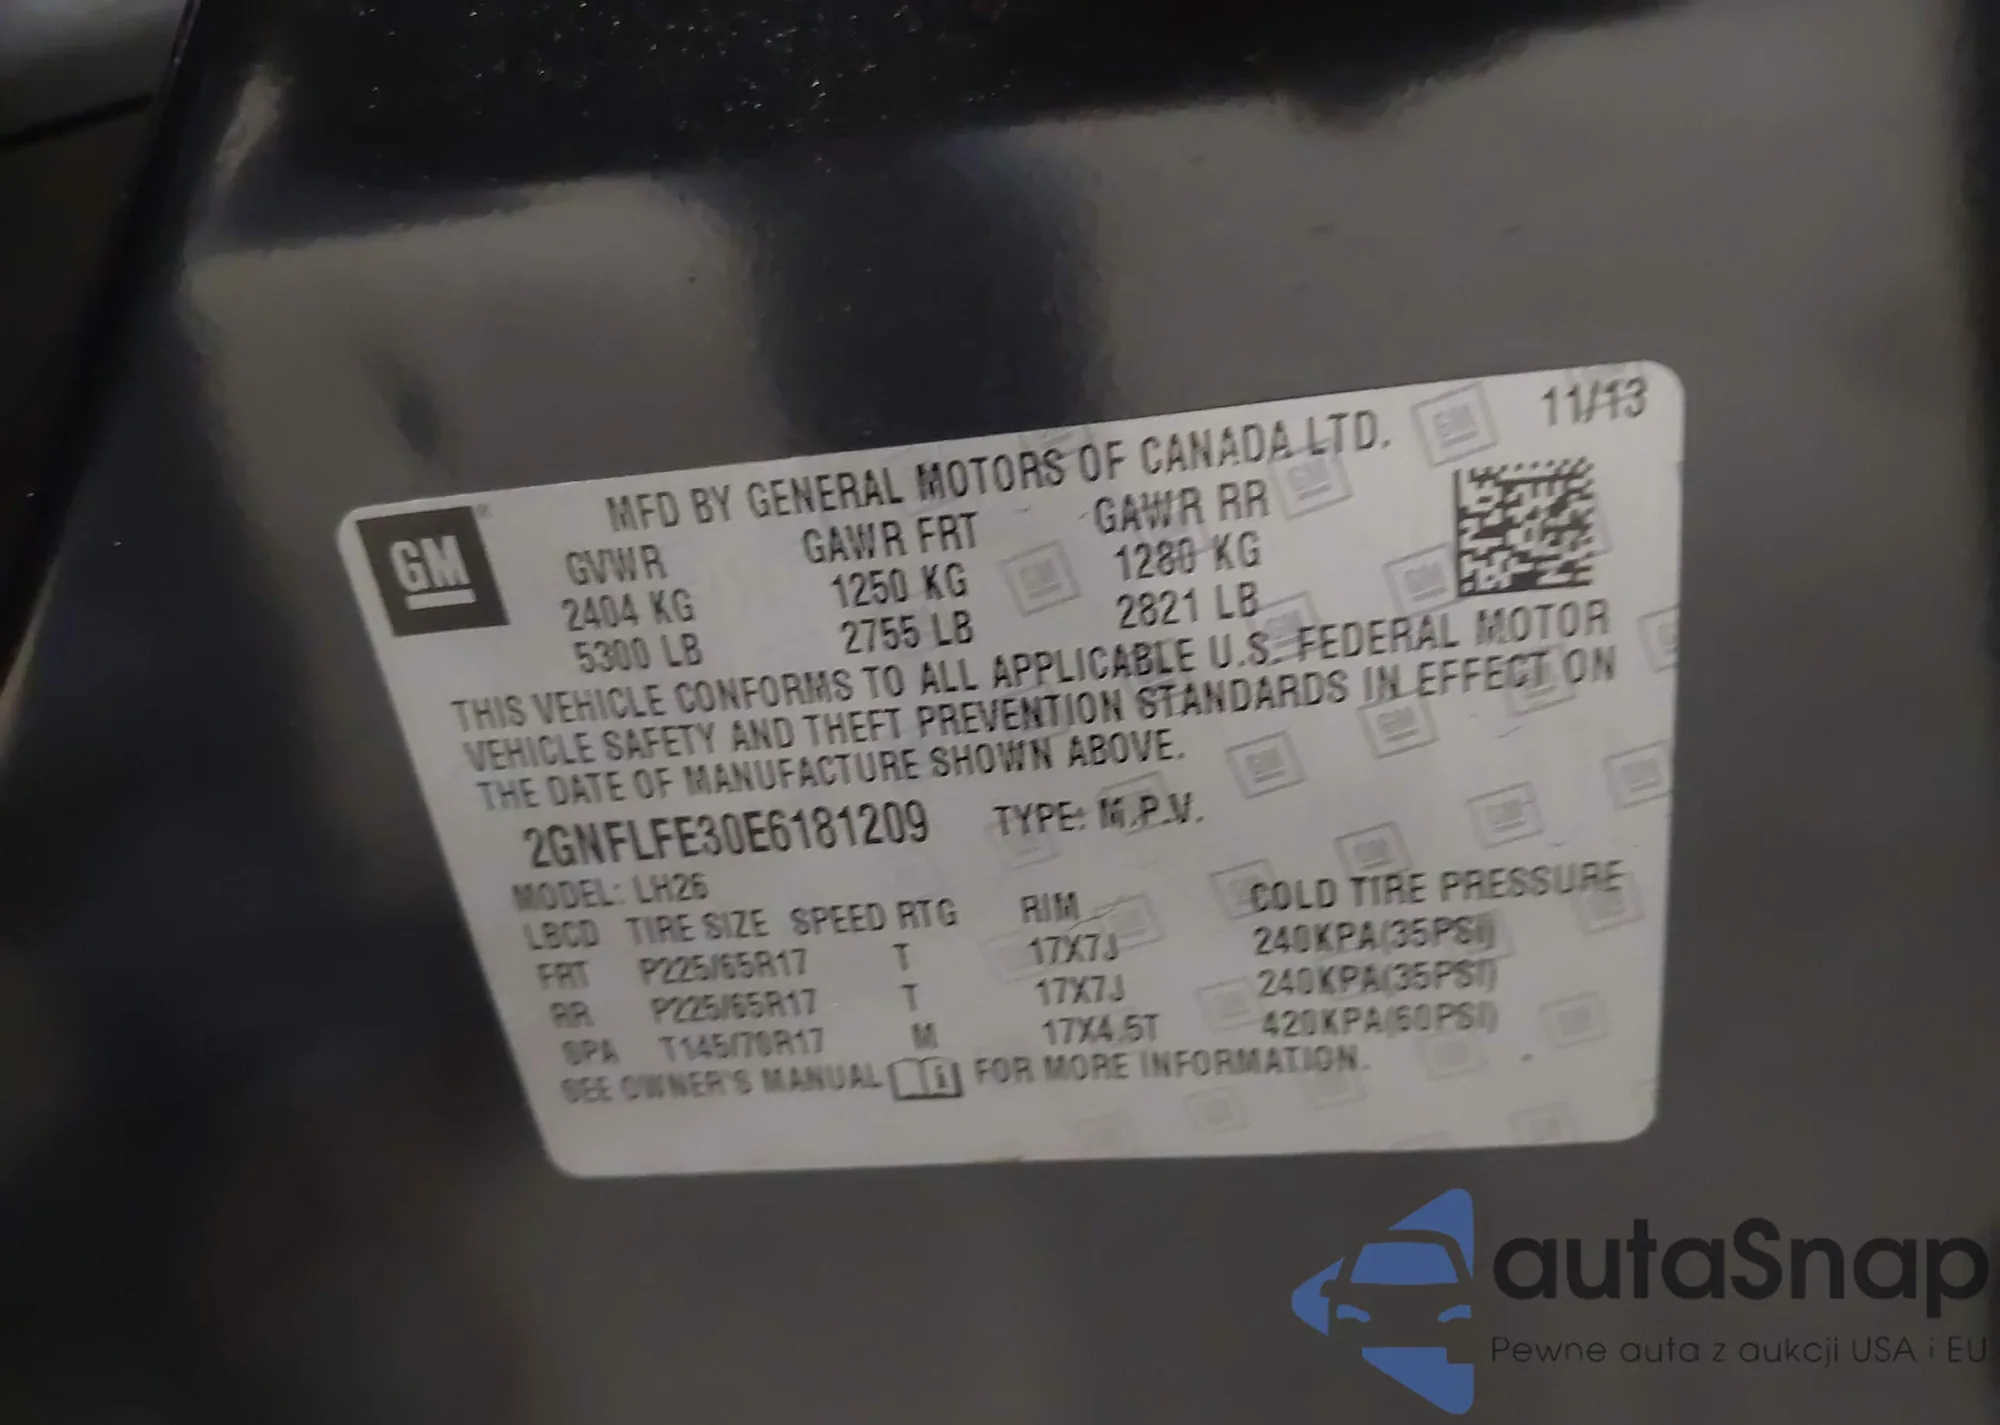 MFD BY GENERAL MOTORS OF CANADA LTD. 11/13
GM
GVWR GAWR FRT GAWR RR
2404 KG 1250 KG 1280 KG
5300 LB 2755 LB 2821 LB
THIS VEHICLE CONFORMS TO ALL APPLICABLE U.S. FEDERAL MOTOR
VEHICLE SAFETY AND THEFT PREVENTION STANDARDS IN EFFECT ON
THE DATE OF MANUFACTURE SHOWN ABOVE.
2GNFLFE30E6181209 TYPE: M.P.V.
MODEL: LH26
LBCD TIRE SIZE SPEED RTG RIM COLD TIRE PRESSURE
FRT P225/65R17 T 17X7J 240KPA(35PSI)
RR P225/65R17 T 17X7J 240KPA(35PSI)
SPA T145/70R17 M 17X4.5T 420KPA(60PSI)
SEE OWNER'S MANUAL i FOR MORE INFORMATION.
autaSnap
Pewne auta z aukcji USA i EU